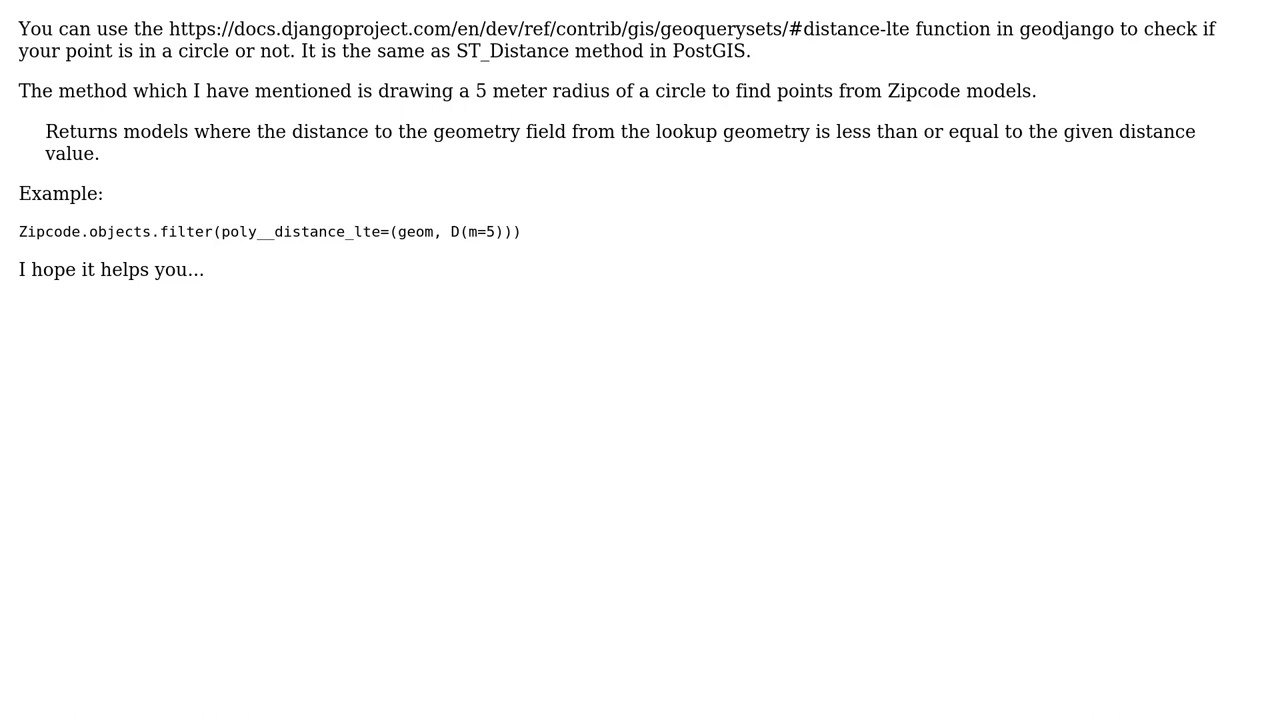 You can use the https://docs.djangoproject.com/en/dev/ref/contrib/gis/geoquerysets/#distance-lte function in geodjango to check if
your point is in a circle or not. It is the same as ST_Distance method in PostGIS.
The method which I have mentioned is drawing a 5 meter radius of a circle to find points from Zipcode models.
Returns models where the distance to the geometry field from the lookup geometry is less than or equal to the given distance
value.
Example:
Zipcode.objects.filter(poly__distance_lte=(geom, D(m=5)))
I hope it helps you...